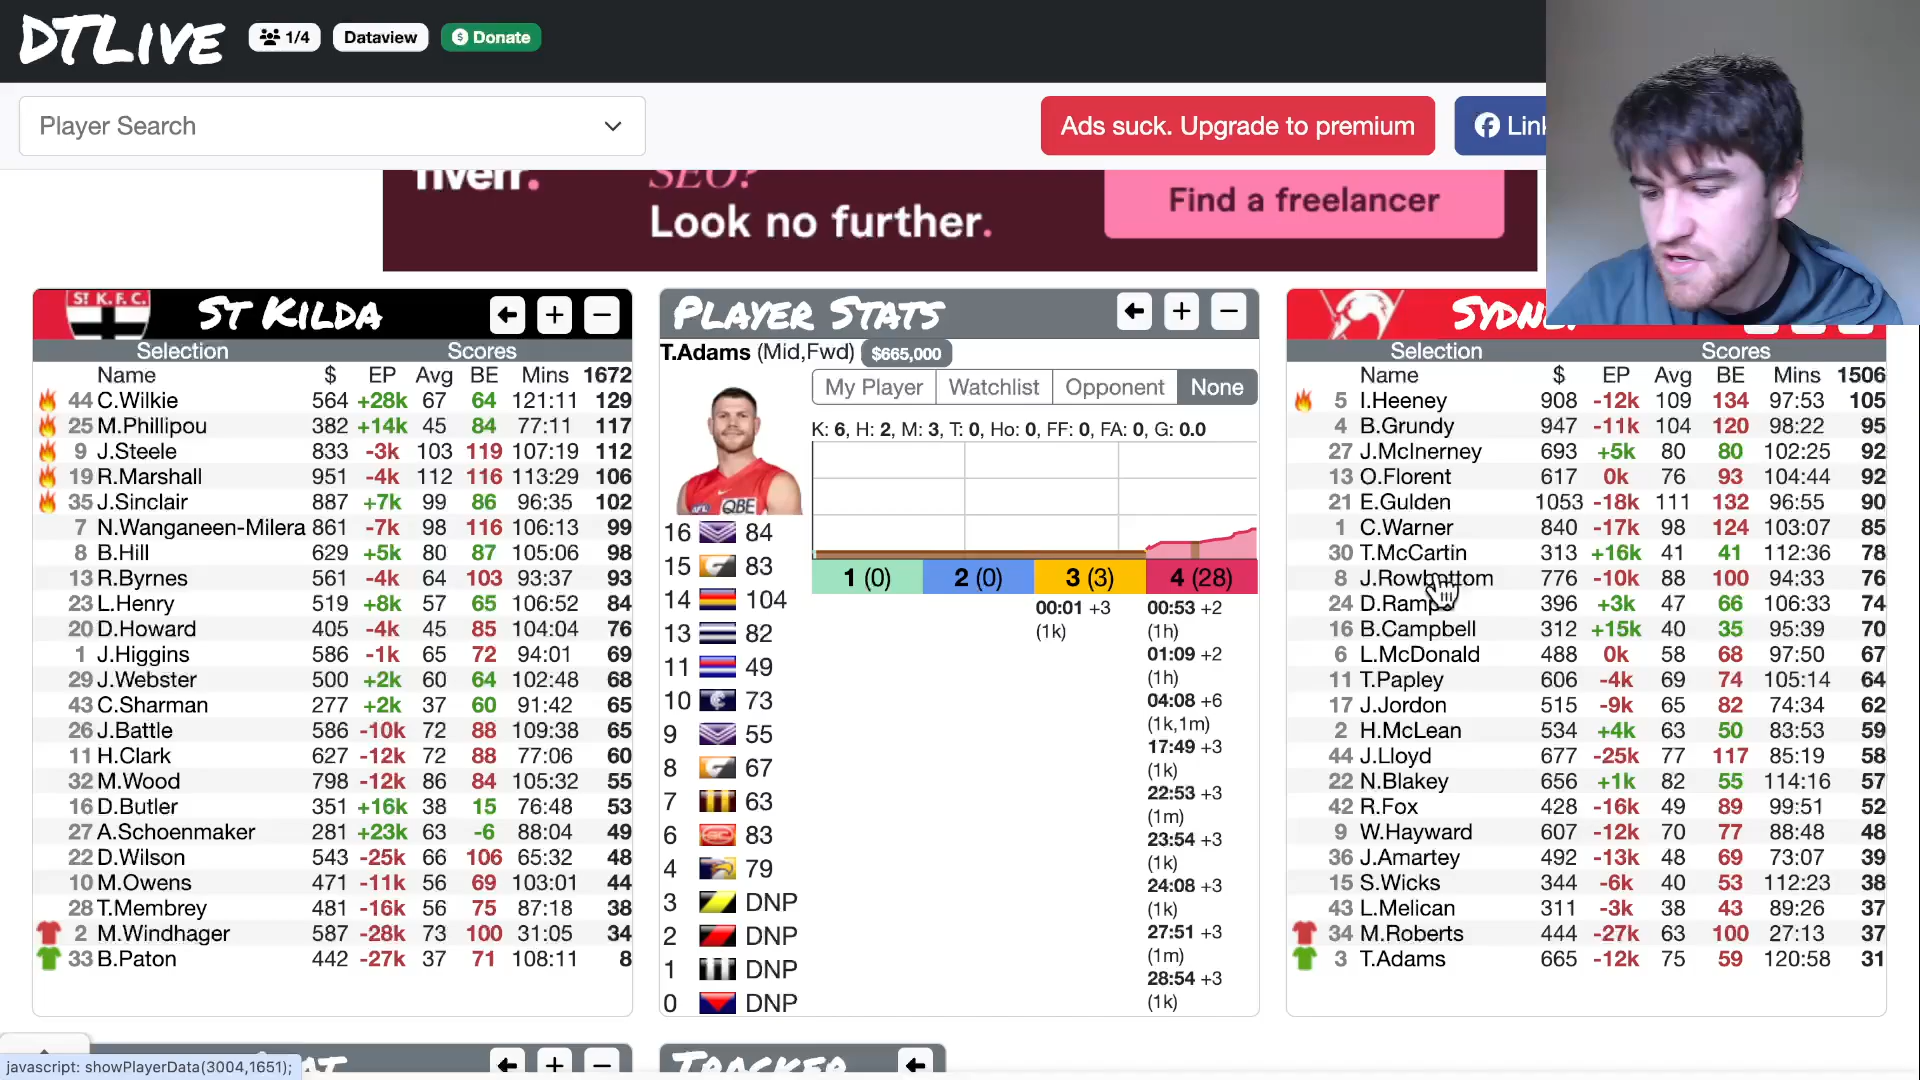 DTLive 1/4 Dataview Donate
Player Search
Ads suck. Upgrade to premium
Link
fiverr.
SEO?
Look no further.
Find a freelancer
ST K.F.C.
St Kilda
Selection Scores
Name $ EP Avg BE Mins 1672
44 C.Wilkie 564 +28k 67 64 121:11 129
25 M.Phillipou 382 +14k 45 84 77:11 117
9 J.Steele 833 -3k 103 119 107:19 112
19 R.Marshall 951 -4k 112 116 113:29 106
35 J.Sinclair 887 +7k 99 86 96:35 102
7 N.Wanganeen-Milera 861 -7k 98 116 106:13 99
8 B.Hill 629 +5k 80 87 105:06 98
13 R.Byrnes 561 -4k 64 103 93:37 93
23 L.Henry 519 +8k 57 65 106:52 84
20 D.Howard 405 -4k 45 85 104:04 76
1 J.Higgins 586 -1k 65 72 94:01 69
29 J.Webster 500 +2k 60 64 102:48 68
43 C.Sharman 277 +2k 37 60 91:42 65
26 J.Battle 586 -10k 72 88 109:38 65
11 H.Clark 627 -12k 72 88 77:06 60
32 M.Wood 798 -12k 86 84 105:32 55
16 D.Butler 351 +16k 38 15 76:48 53
27 A.Schoenmaker 281 +23k 63 -6 88:04 49
22 D.Wilson 543 -25k 66 106 65:32 48
10 M.Owens 471 -11k 56 69 103:01 44
28 T.Membrey 481 -16k 56 75 87:18 38
2 M.Windhager 587 -28k 73 100 31:05 34
33 B.Paton 442 -27k 37 71 108:11 8
Player Stats
T.Adams (Mid,Fwd) $665,000
My Player Watchlist Opponent None
K: 6, H: 2, M: 3, T: 0, Ho: 0, FF: 0, FA: 0, G: 0.0
QBE
16 84
15 83
14 104
13 82
11 49
10 73
9 55
8 67
7 63
6 83
4 79
3 DNP
2 DNP
1 DNP
0 DNP
1 (0) 2 (0) 3 (3) 4 (28)
00:01 +3
(1k)
00:53 +2
(1h)
01:09 +2
(1h)
04:08 +6
(1k,1m)
17:49 +3
(1k)
22:53 +3
(1m)
23:54 +3
(1k)
24:08 +3
(1k)
27:51 +3
(1m)
28:54 +3
(1k)
Selection Scores
Name $ EP Avg BE Mins 1506
5 I.Heeney 908 -12k 109 134 97:53 105
4 B.Grundy 947 -11k 104 120 98:22 95
27 J.McInerney 693 +5k 80 80 102:25 92
13 O.Florent 617 0k 76 93 104:44 92
21 E.Gulden 1053 -18k 111 132 96:55 90
1 C.Warner 840 -17k 98 124 103:07 85
30 T.McCartin 313 +16k 41 41 112:36 78
8 J.Rowbottom 776 -10k 88 100 94:33 76
24 D.Rampe 396 +3k 47 66 106:33 74
16 B.Campbell 312 +15k 40 35 95:39 70
6 L.McDonald 488 0k 58 68 97:50 67
11 T.Papley 606 -4k 69 74 105:14 64
17 J.Jordon 515 -9k 65 82 74:34 62
2 H.McLean 534 +4k 63 50 83:53 59
44 J.Lloyd 677 -25k 77 117 85:19 58
22 N.Blakey 656 +1k 82 55 114:16 57
42 R.Fox 428 -16k 49 89 99:51 52
9 W.Hayward 607 -12k 70 77 88:48 48
36 J.Amartey 492 -13k 48 69 73:07 39
15 S.Wicks 344 -6k 40 53 112:23 38
43 L.Melican 311 -3k 38 43 89:26 37
34 M.Roberts 444 -27k 63 100 27:13 37
3 T.Adams 665 -12k 75 59 120:58 31
Tracker
javascript: showPlayerData(3004,1651);